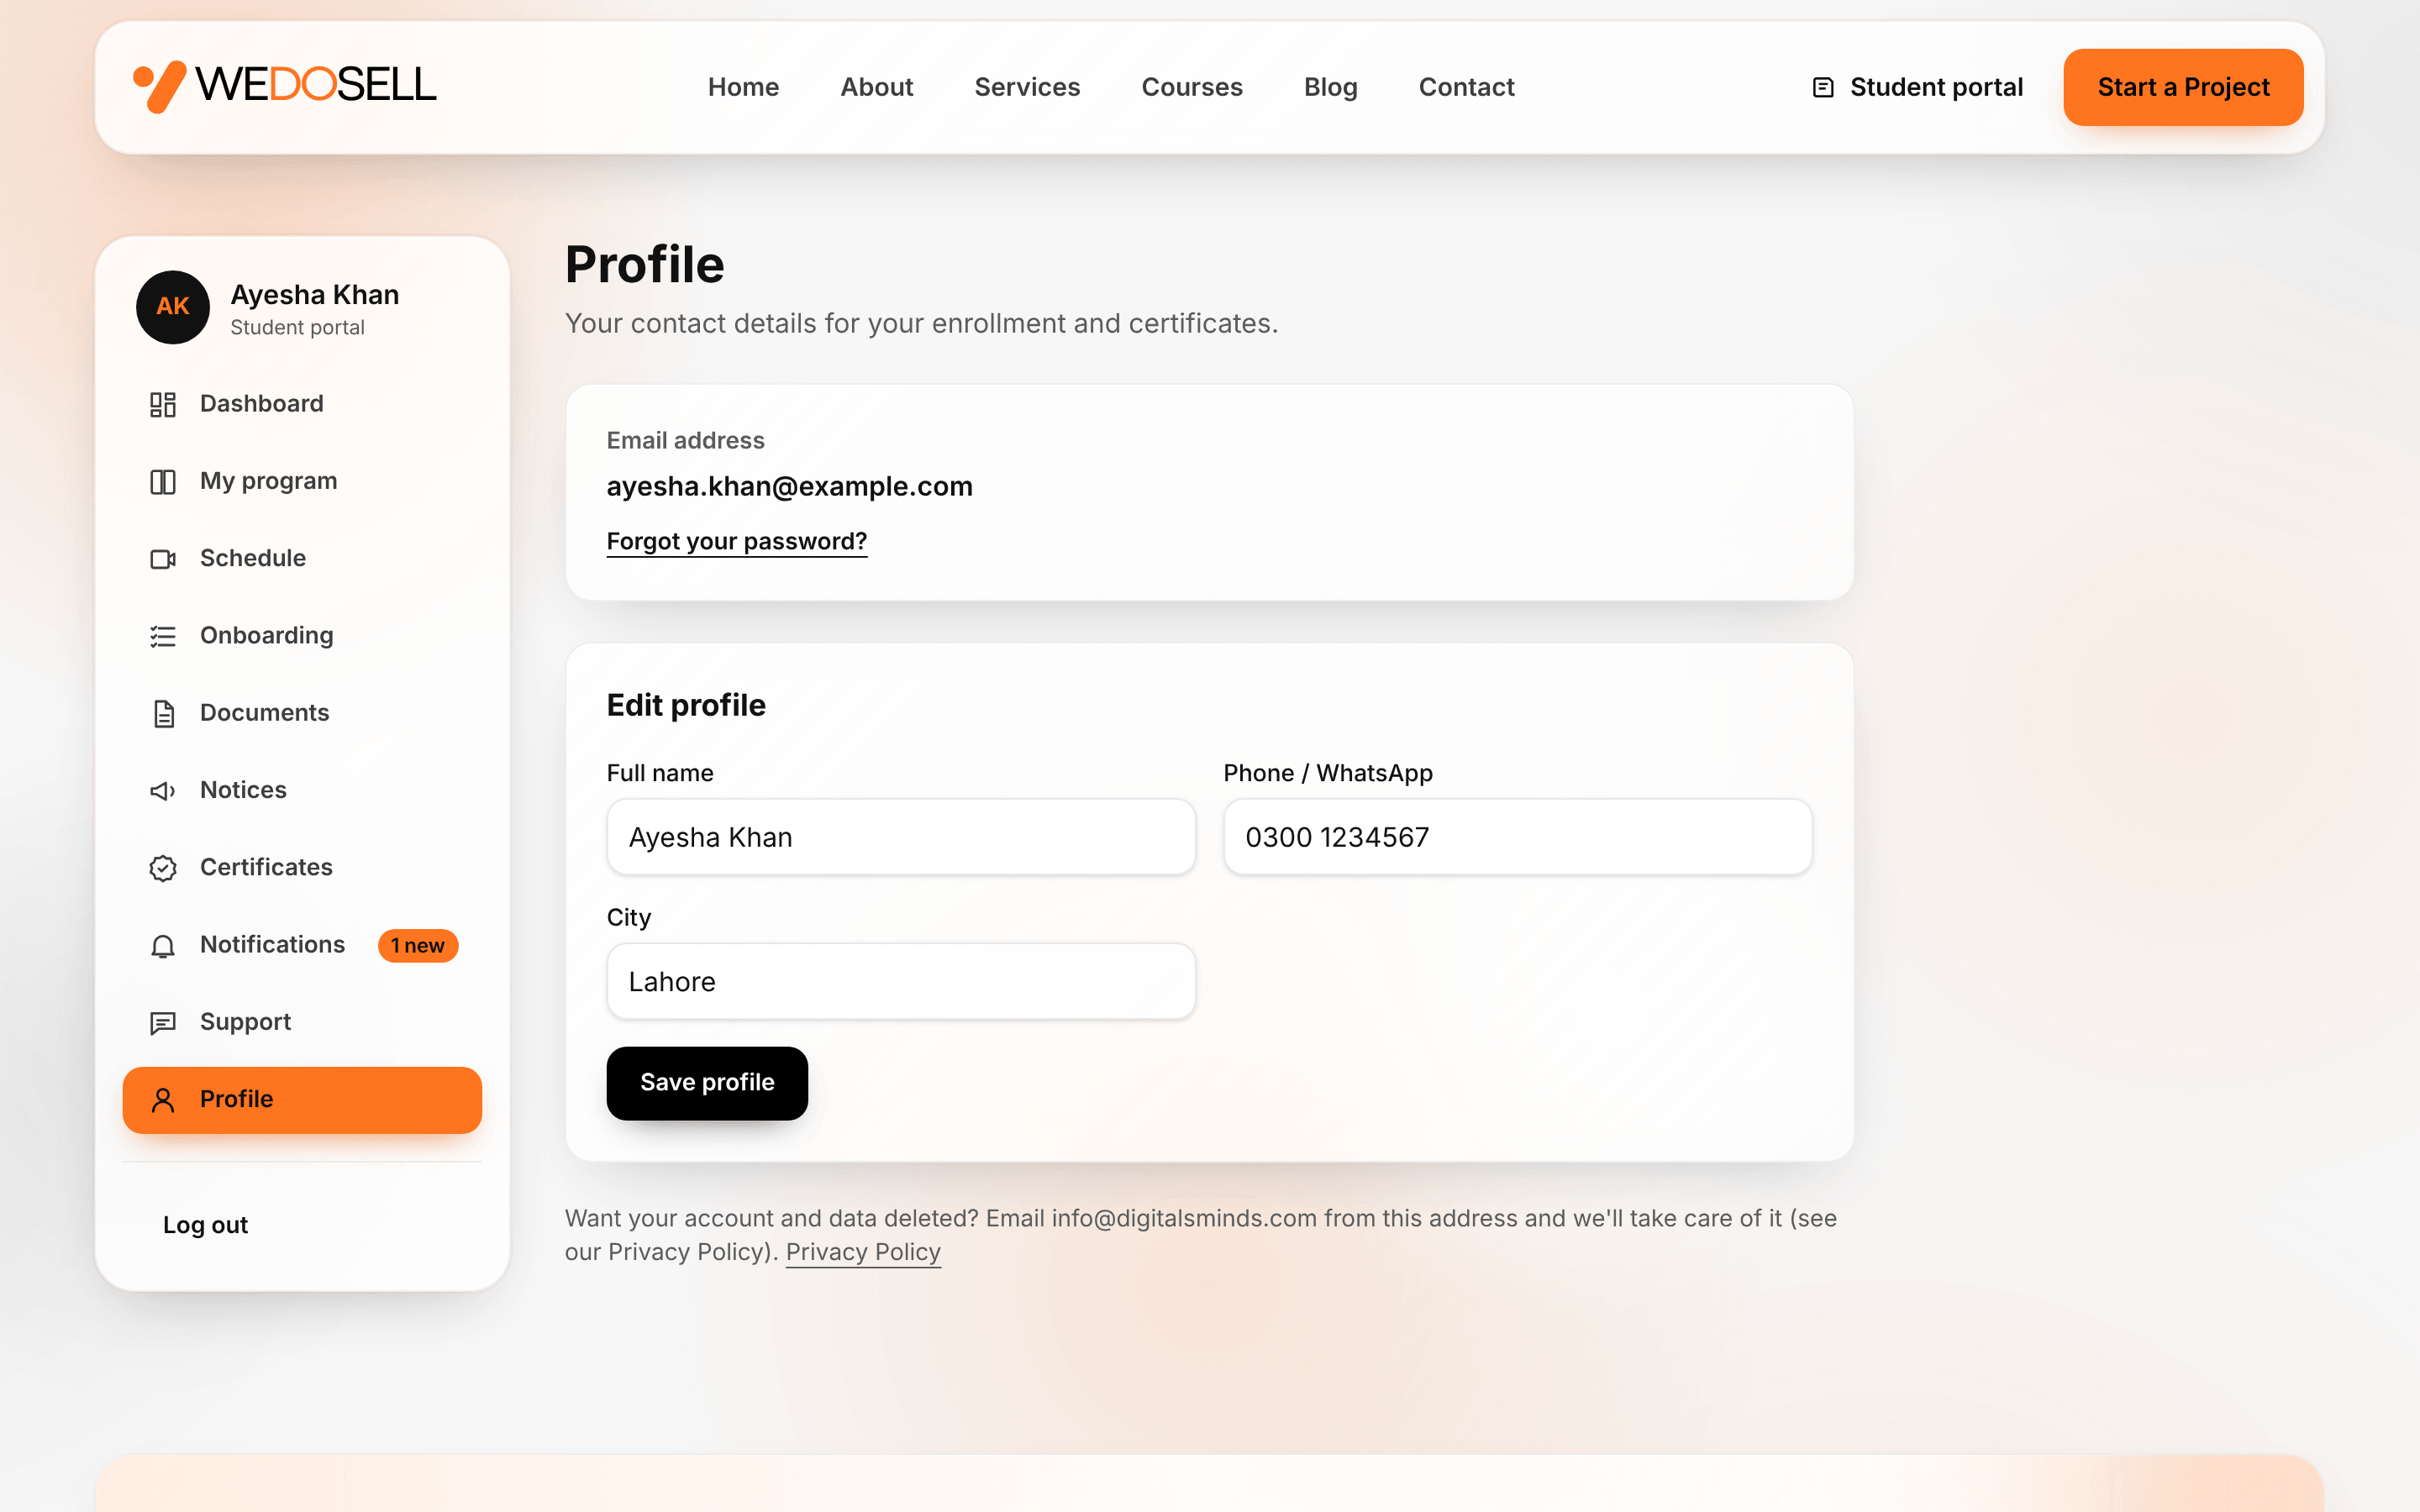 WEDOSELL
Home
About
Services
Courses
Blog
Contact
Student portal
Start a Project
AK
Ayesha Khan
Student portal
Dashboard
My program
Schedule
Onboarding
Documents
Notices
Certificates
Notifications
1 new
Support
Profile
Log out
Profile
Your contact details for your enrollment and certificates.
Email address
ayesha.khan@example.com
Forgot your password?
Edit profile
Full name
Ayesha Khan
Phone / WhatsApp
0300 1234567
City
Lahore
Save profile
Want your account and data deleted? Email info@digitalsminds.com from this address and we'll take care of it (see
our Privacy Policy). Privacy Policy